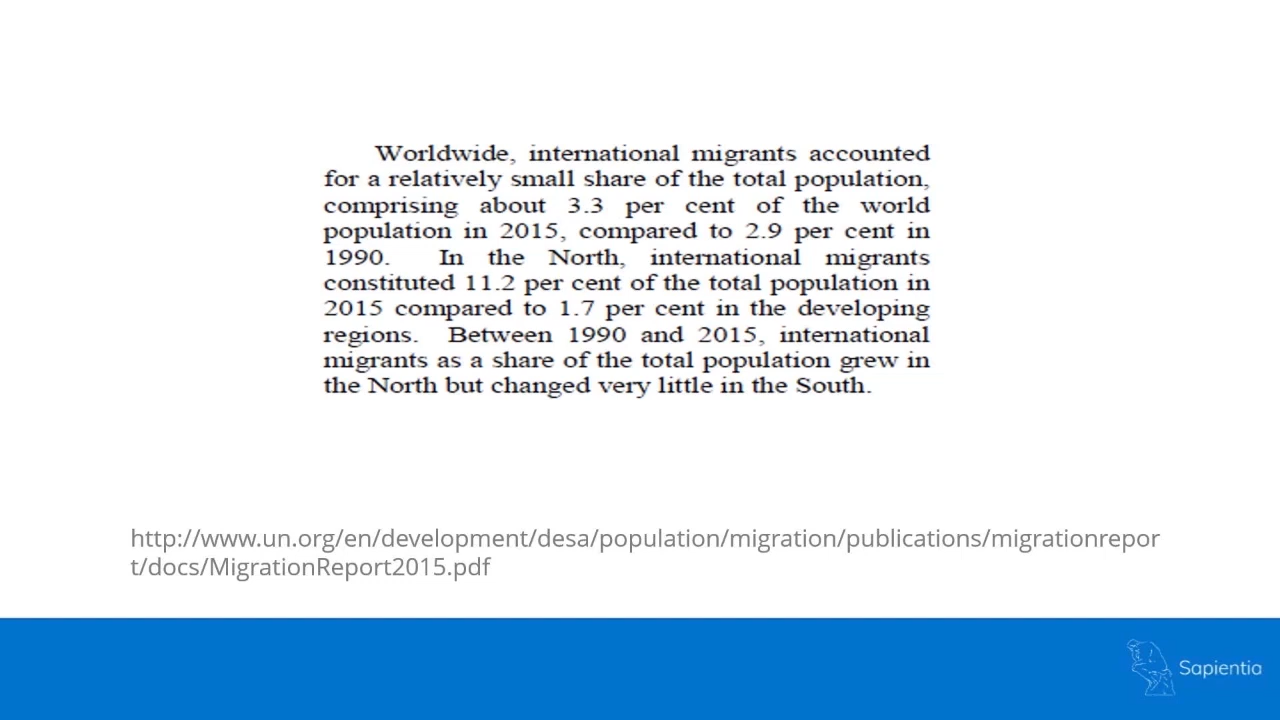 Worldwide, international migrants accounted
for a relatively small share of the total population,
comprising about 3.3 per cent of the world
population in 2015, compared to 2.9 per cent in
1990. In the North, international migrants
constituted 11.2 per cent of the total population in
2015 compared to 1.7 per cent in the developing
regions. Between 1990 and 2015, international
migrants as a share of the total population grew in
the North but changed very little in the South.
http://www.un.org/en/development/desa/population/migration/publications/migrationrepor
t/docs/MigrationReport2015.pdf
Sapientia